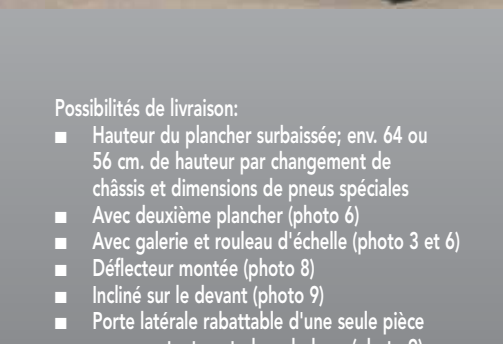 Possibilités de livraison:
■ Hauteur du plancher surbaissée; env. 64 ou
56 cm. de hauteur par changement de
châssis et dimensions de pneus spéciales
■ Avec deuxième plancher (photo 6)
■ Avec galerie et rouleau d'échelle (photo 3 et 6)
■ Déflecteur montée (photo 8)
■ Incliné sur le devant (photo 9)
■ Porte latérale rabattable d'une seule pièce